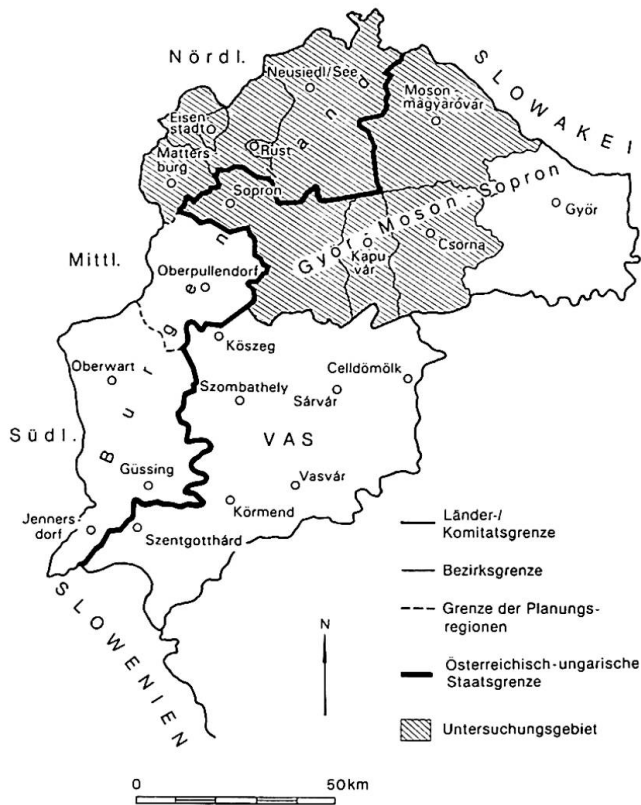 Nördl.
SLOWAKEI
Neusiedl/See
Moson-
magyaróvár
Eisen-
stadt
Rust
Matters-
burg
Sopron
Győr-Moson-Sopron
Győr
Csorna
Kapu
vár
Mittl.
Oberpullendorf
Burgenland
Köszeg
Oberwart
Celldömölk
Szombathely
Sárvár
Südl.
VAS
Güssing
Vasvár
Körmend
Jenners-
dorf
Szentgotthárd
SLOWENIEN
N
Länder-/
Komitatsgrenze
Bezirksgrenze
Grenze der Planungs-
regionen
Österreichisch-ungarische
Staatsgrenze
Untersuchungsgebiet
0 50km